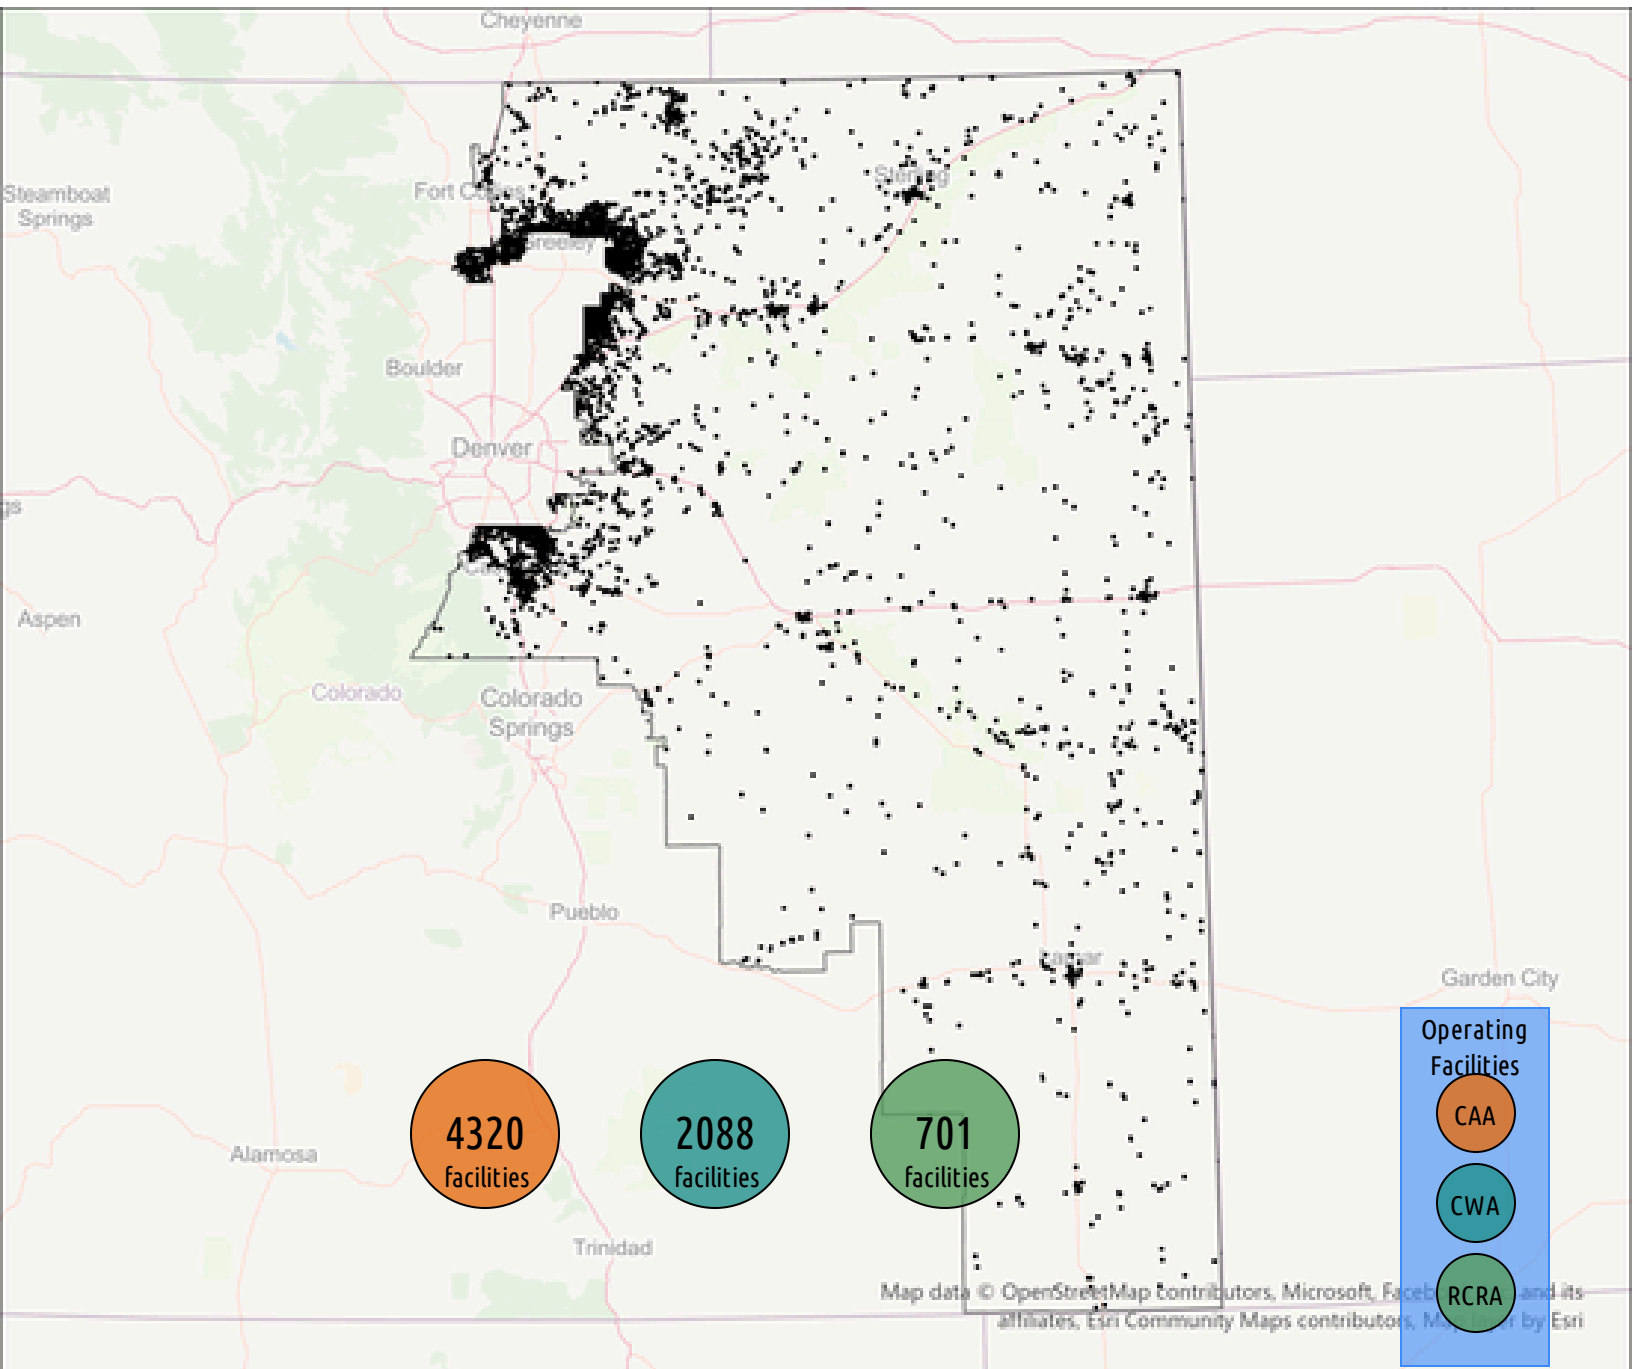 Cheyenne
Steamboat
Springs
Fort Collins
Sterling
Greeley
Boulder
Denver
gs
Aspen
Colorado
Colorado
Springs
Pueblo
Lamar
Garden City
Operating
Facilities
CAA
CWA
RCRA
4320
facilities
2088
facilities
701
facilities
Alamosa
Trinidad
Map data © OpenStreetMap contributors, Microsoft, and its
affiliates, Esri Community Maps contributors, Map layer by Esri